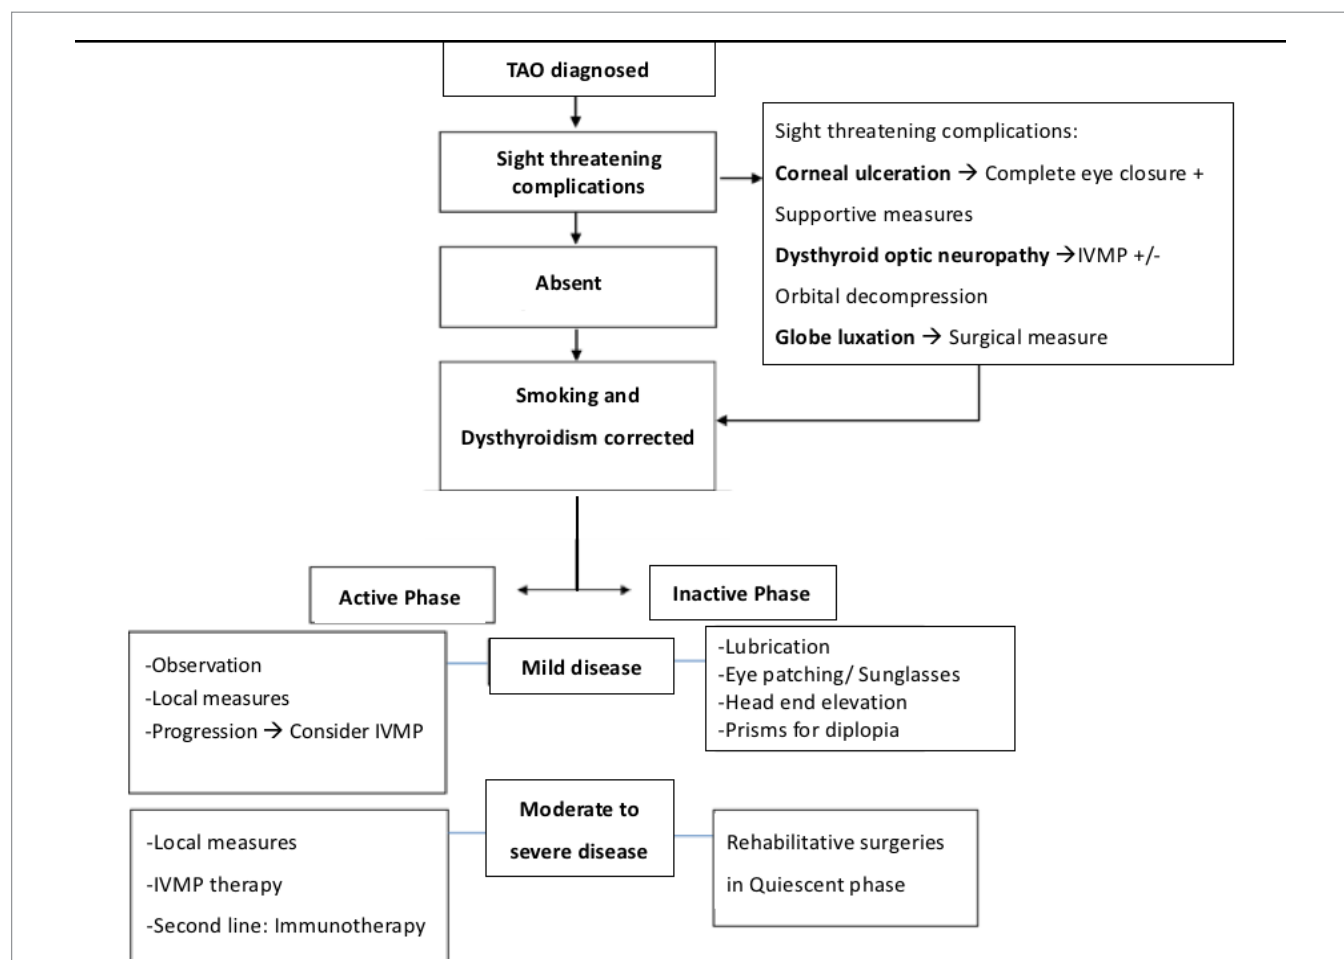 TAO diagnosed
Sight threatening
complications
Sight threatening complications:
Corneal ulceration → Complete eye closure +
Supportive measures
Dysthyroid optic neuropathy →IVMP +/-
Orbital decompression
Globe luxation → Surgical measure
Absent
Smoking and
Dysthyroidism corrected
Active Phase
Inactive Phase
-Observation
-Local measures
-Progression → Consider IVMP
Mild disease
-Lubrication
-Eye patching/ Sunglasses
-Head end elevation
-Prisms for diplopia
-Local measures
-IVMP therapy
-Second line: Immunotherapy
Moderate to
severe disease
Rehabilitative surgeries
in Quiescent phase